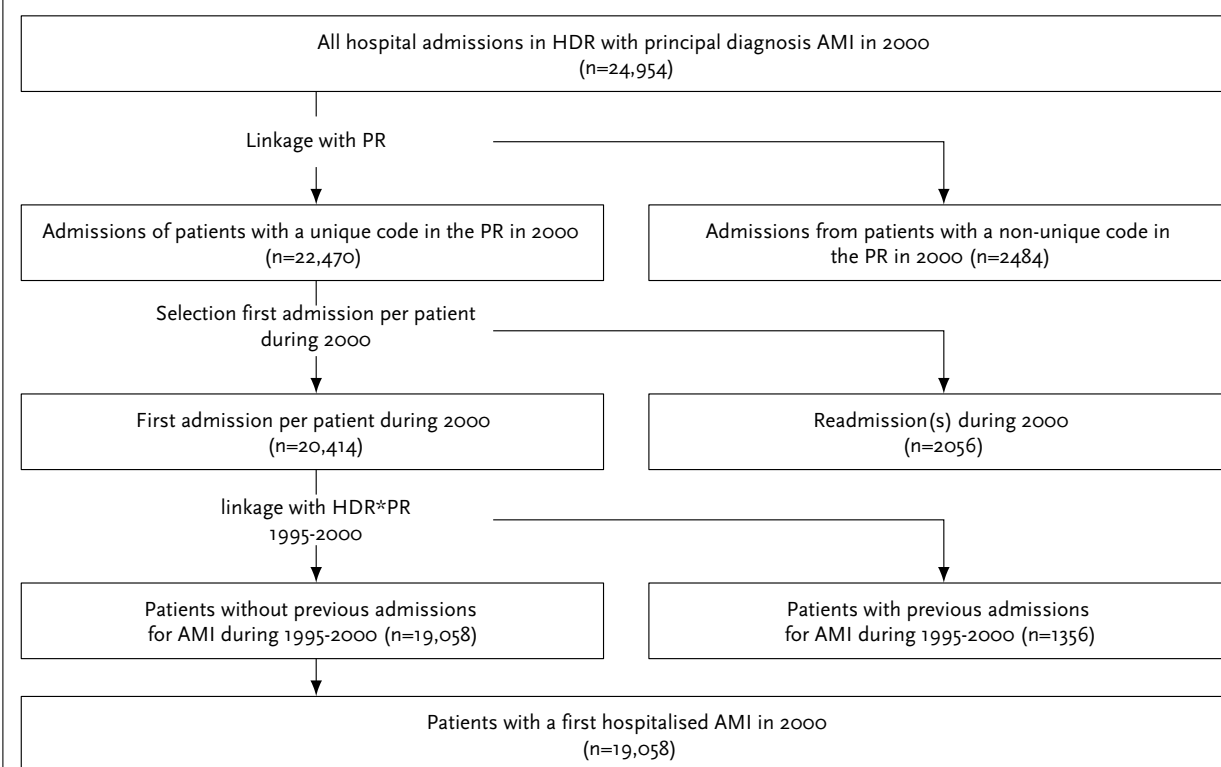 All hospital admissions in HDR with principal diagnosis AMI in 2000
(n=24,954)
Linkage with PR
Admissions of patients with a unique code in the PR in 2000
(n=22,470)
Admissions from patients with a non-unique code in
the PR in 2000 (n=2484)
Selection first admission per patient
during 2000
First admission per patient during 2000
(n=20,414)
Readmission(s) during 2000
(n=2056)
linkage with HDR*PR
1995-2000
Patients without previous admissions
for AMI during 1995-2000 (n=19,058)
Patients with previous admissions
for AMI during 1995-2000 (n=1356)
Patients with a first hospitalised AMI in 2000
(n=19,058)